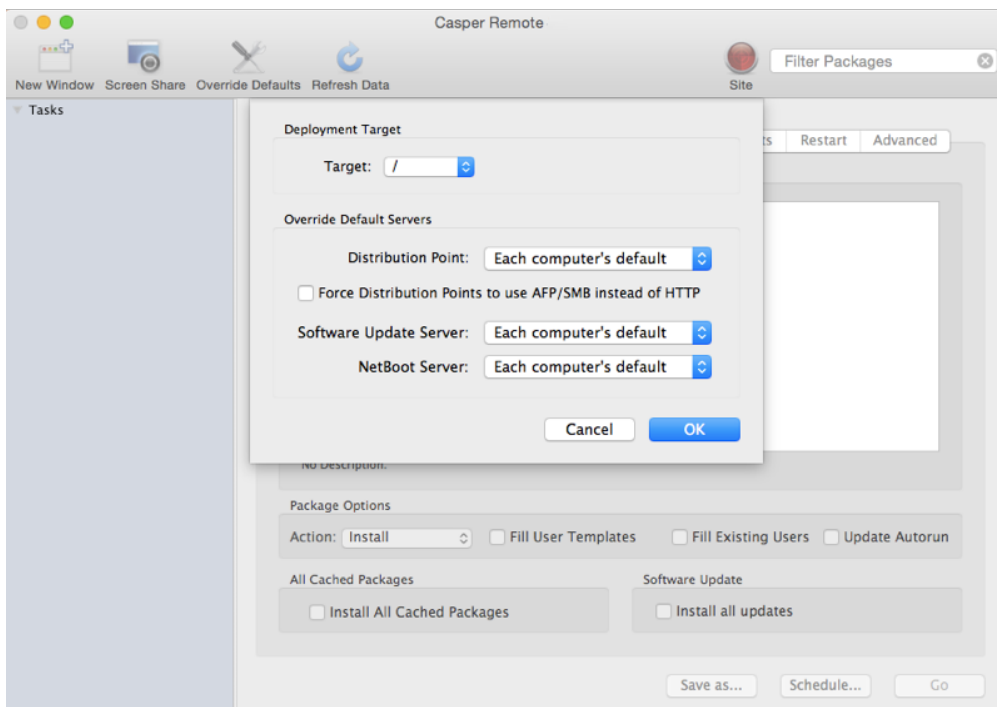 Casper Remote
New Window Screen Share Override Defaults Refresh Data
Filter Packages
Site
Tasks
Deployment Target
Target: /
ts Restart Advanced
Override Default Servers
Distribution Point: Each computer's default
Force Distribution Points to use AFP/SMB instead of HTTP
Software Update Server: Each computer's default
NetBoot Server: Each computer's default
Cancel OK
No Description.
Package Options
Action: Install Fill User Templates Fill Existing Users Update Autorun
All Cached Packages Software Update
Install All Cached Packages Install all updates
Save as... Schedule... Go